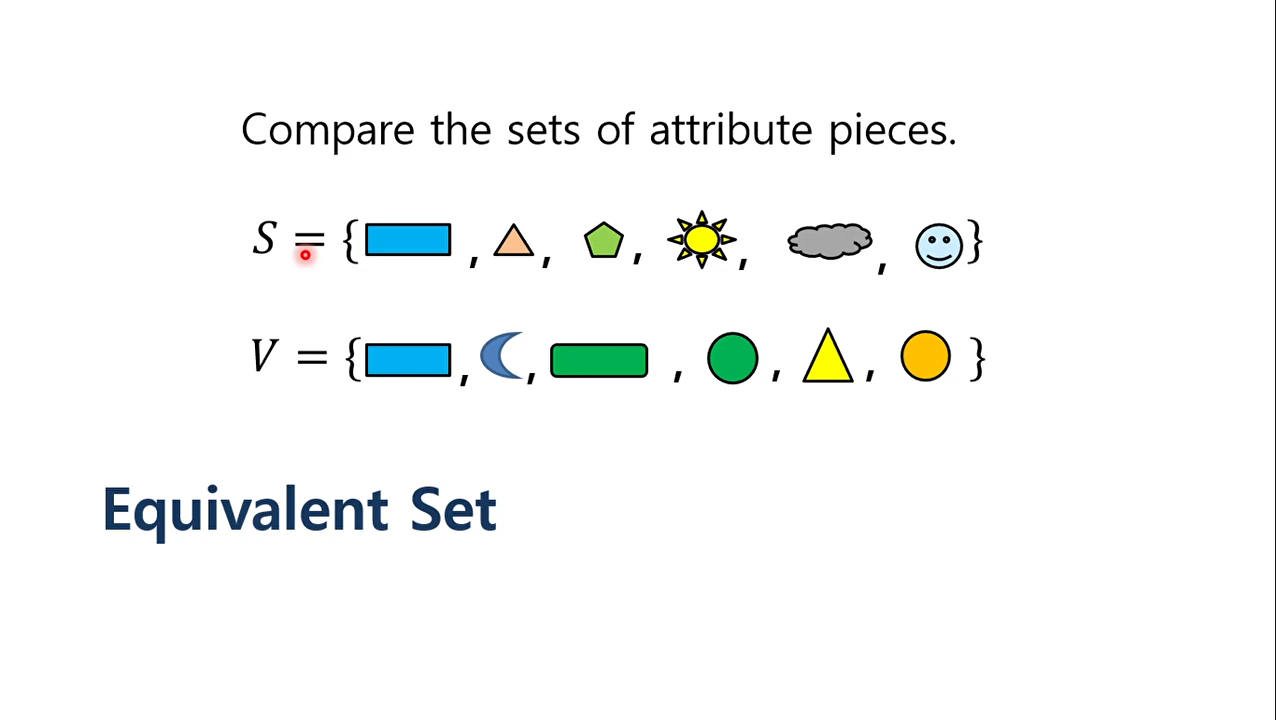 Compare the sets of attribute pieces.
S = { , , , , , }
V = { , , , , , }
Equivalent Set